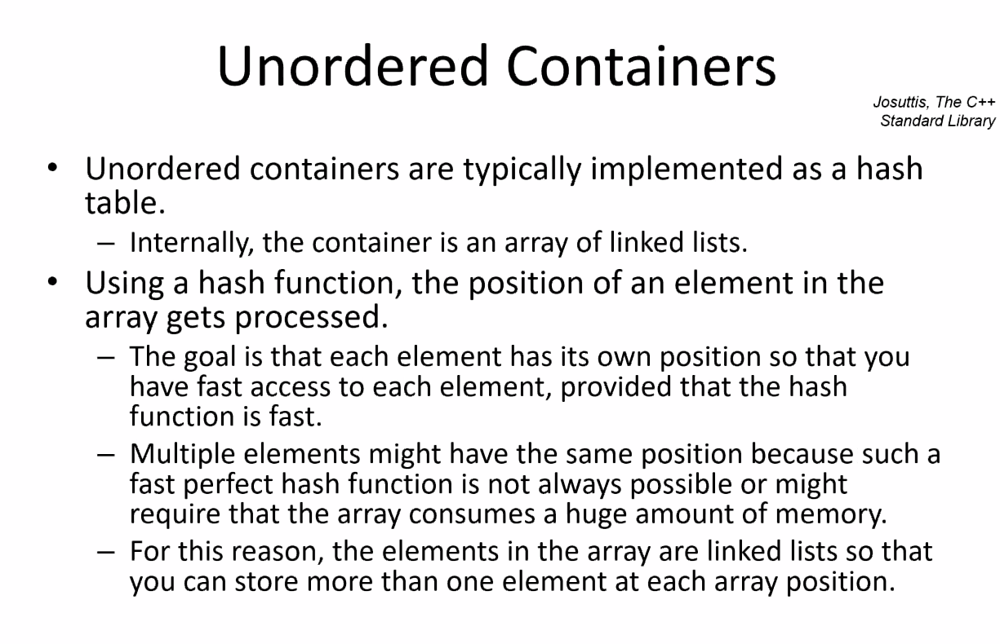 Unordered Containers
Josuttis, The C++
Standard Library
• Unordered containers are typically implemented as a hash
table.
– Internally, the container is an array of linked lists.
• Using a hash function, the position of an element in the
array gets processed.
– The goal is that each element has its own position so that you
have fast access to each element, provided that the hash
function is fast.
– Multiple elements might have the same position because such a
fast perfect hash function is not always possible or might
require that the array consumes a huge amount of memory.
– For this reason, the elements in the array are linked lists so that
you can store more than one element at each array position.